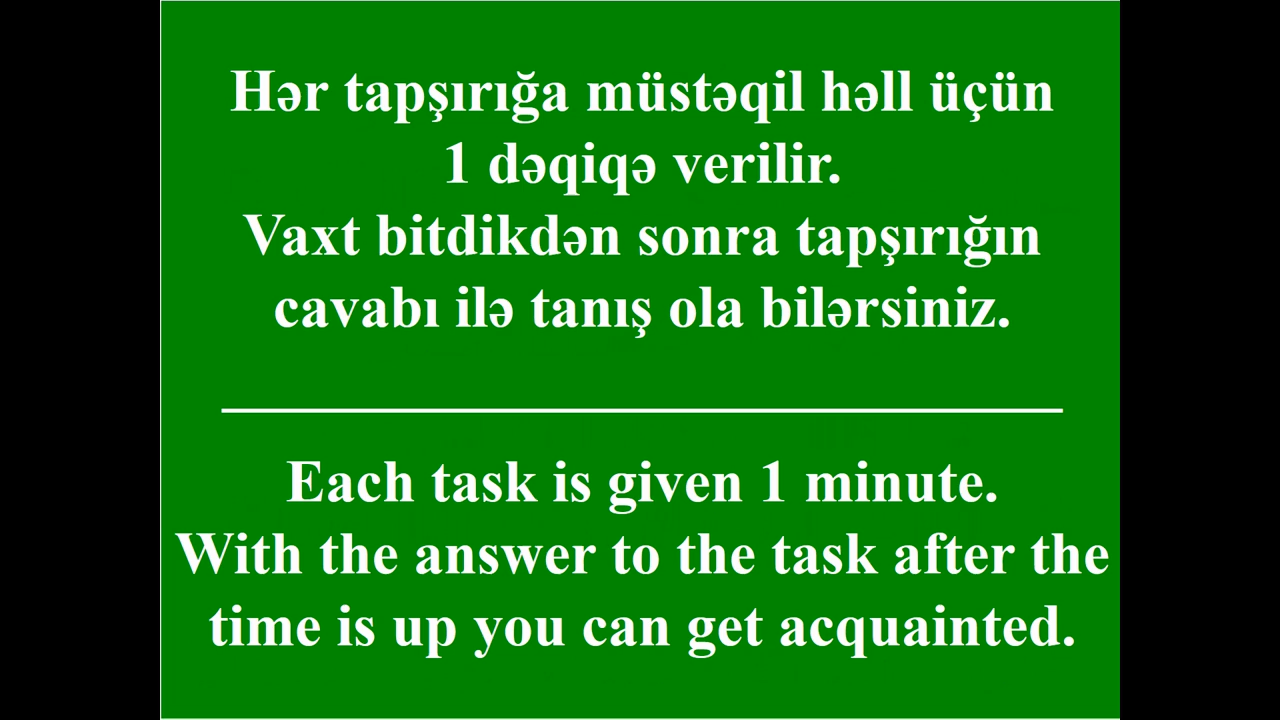 Hər tapşırığa müstəqil həll üçün
1 dəqiqə verilir.
Vaxt bitdikdən sonra tapşırığın
cavabı ilə tanış ola bilərsiniz.
Each task is given 1 minute.
With the answer to the task after the
time is up you can get acquainted.